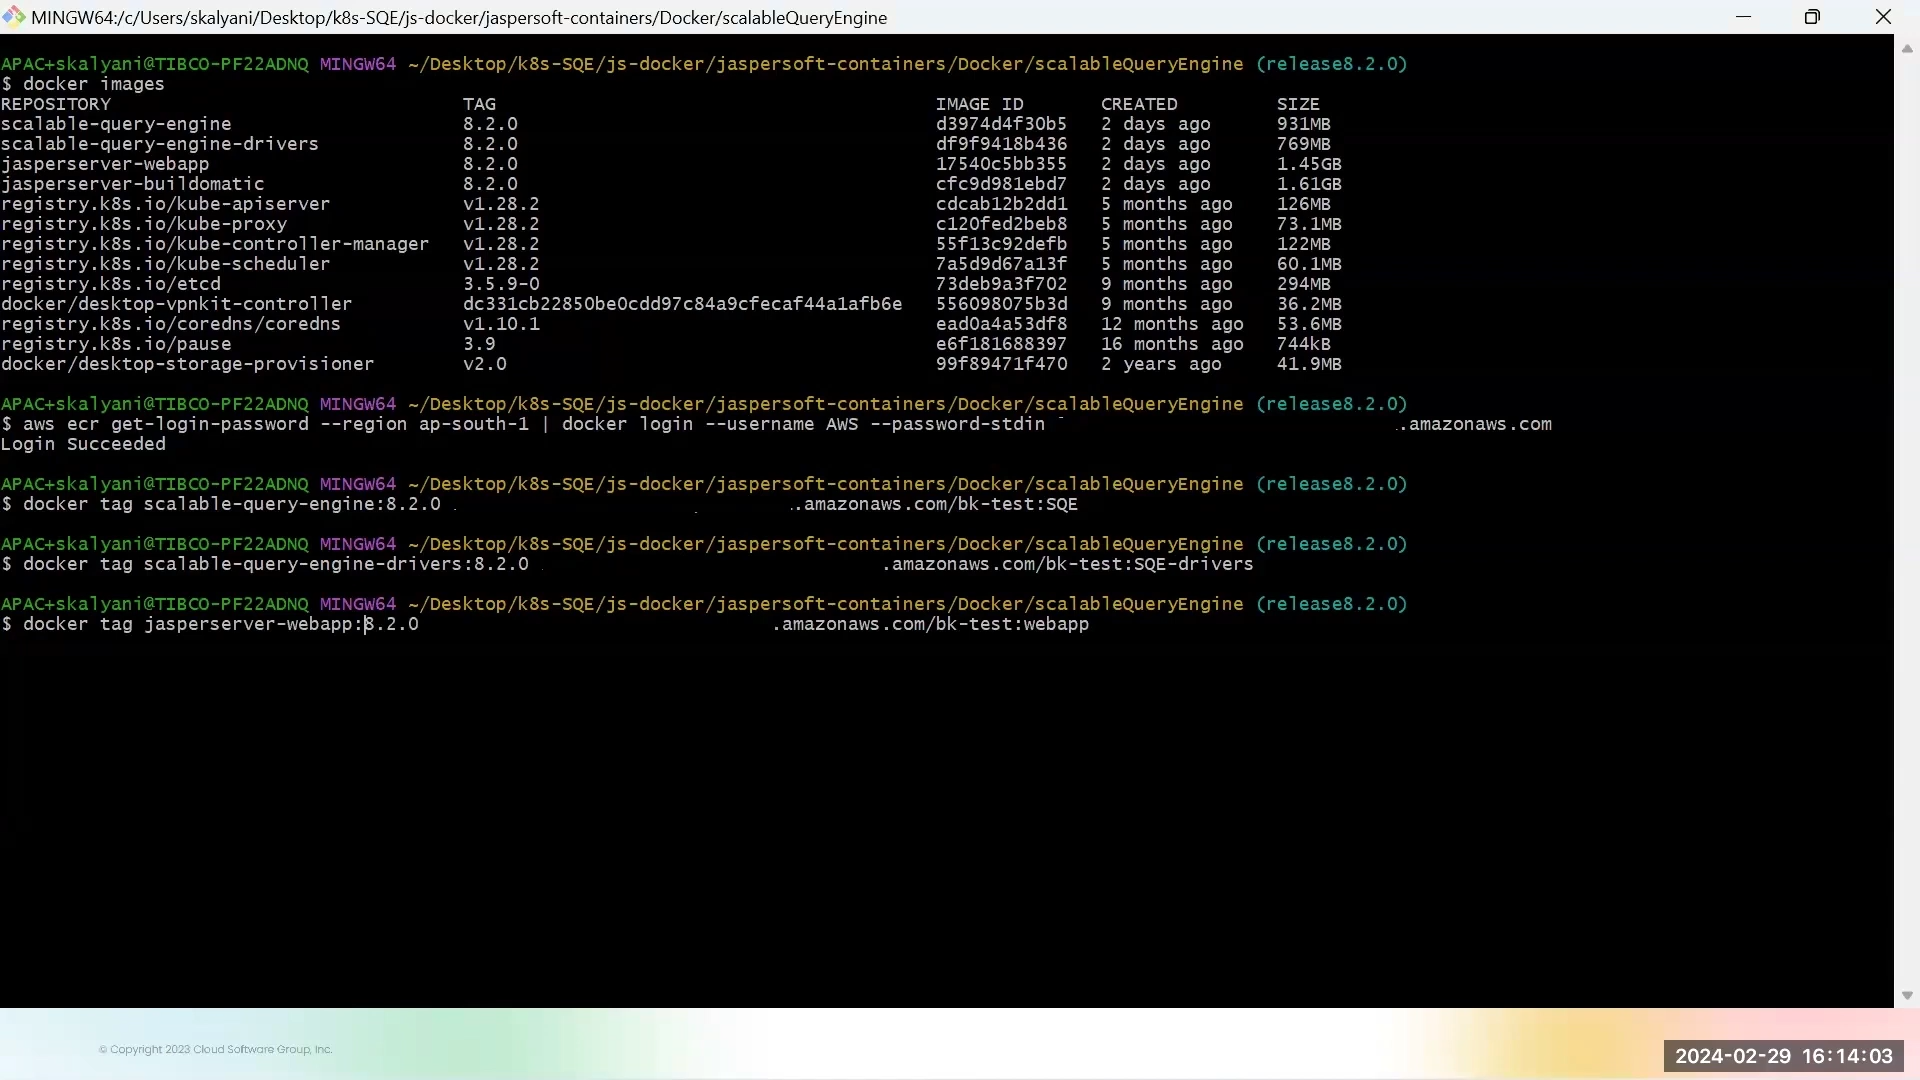 MINGW64:/c/Users/skalyani/Desktop/k8s-SQE/js-docker/jaspersoft-containers/Docker/scalableQueryEngine
APAC+skalyani@TIBCO-PF22ADNQ MINGW64 ~/Desktop/k8s-SQE/js-docker/jaspersoft-containers/Docker/scalableQueryEngine (release8.2.0)
$ docker images
REPOSITORY TAG IMAGE ID CREATED SIZE
scalable-query-engine 8.2.0 d3974d4f30b5 2 days ago 931MB
scalable-query-engine-drivers 8.2.0 df9f9418b436 2 days ago 769MB
jasperserver-webapp 8.2.0 17540c5bb355 2 days ago 1.45GB
jasperserver-buildomatic 8.2.0 cfc9d981ebd7 2 days ago 1.61GB
registry.k8s.io/kube-apiserver v1.28.2 cdcab12b2dd1 5 months ago 126MB
registry.k8s.io/kube-proxy v1.28.2 c120fed2beb8 5 months ago 73.1MB
registry.k8s.io/kube-controller-manager v1.28.2 55f13c92defb 5 months ago 122MB
registry.k8s.io/kube-scheduler v1.28.2 7a5d9d67a13f 5 months ago 60.1MB
registry.k8s.io/etcd 3.5.9-0 73deb9a3f702 9 months ago 294MB
docker/desktop-vpnkit-controller dc331cb22850be0cdd97c84a9cfecaf44a1afb6e 556098075b3d 9 months ago 36.2MB
registry.k8s.io/coredns/coredns v1.10.1 ead0a4a53df8 12 months ago 53.6MB
registry.k8s.io/pause 3.9 e6f181688397 16 months ago 744kB
docker/desktop-storage-provisioner v2.0 99f89471f470 2 years ago 41.9MB
APAC+skalyani@TIBCO-PF22ADNQ MINGW64 ~/Desktop/k8s-SQE/js-docker/jaspersoft-containers/Docker/scalableQueryEngine (release8.2.0)
$ aws ecr get-login-password --region ap-south-1 | docker login --username AWS --password-stdin .amazonaws.com
Login Succeeded
APAC+skalyani@TIBCO-PF22ADNQ MINGW64 ~/Desktop/k8s-SQE/js-docker/jaspersoft-containers/Docker/scalableQueryEngine (release8.2.0)
$ docker tag scalable-query-engine:8.2.0 .amazonaws.com/bk-test:SQE
APAC+skalyani@TIBCO-PF22ADNQ MINGW64 ~/Desktop/k8s-SQE/js-docker/jaspersoft-containers/Docker/scalableQueryEngine (release8.2.0)
$ docker tag scalable-query-engine-drivers:8.2.0 .amazonaws.com/bk-test:SQE-drivers
APAC+skalyani@TIBCO-PF22ADNQ MINGW64 ~/Desktop/k8s-SQE/js-docker/jaspersoft-containers/Docker/scalableQueryEngine (release8.2.0)
$ docker tag jasperserver-webapp:8.2.0 .amazonaws.com/bk-test:webapp
© Copyright 2023 Cloud Software Group, Inc.
2024-02-29 16:14:03